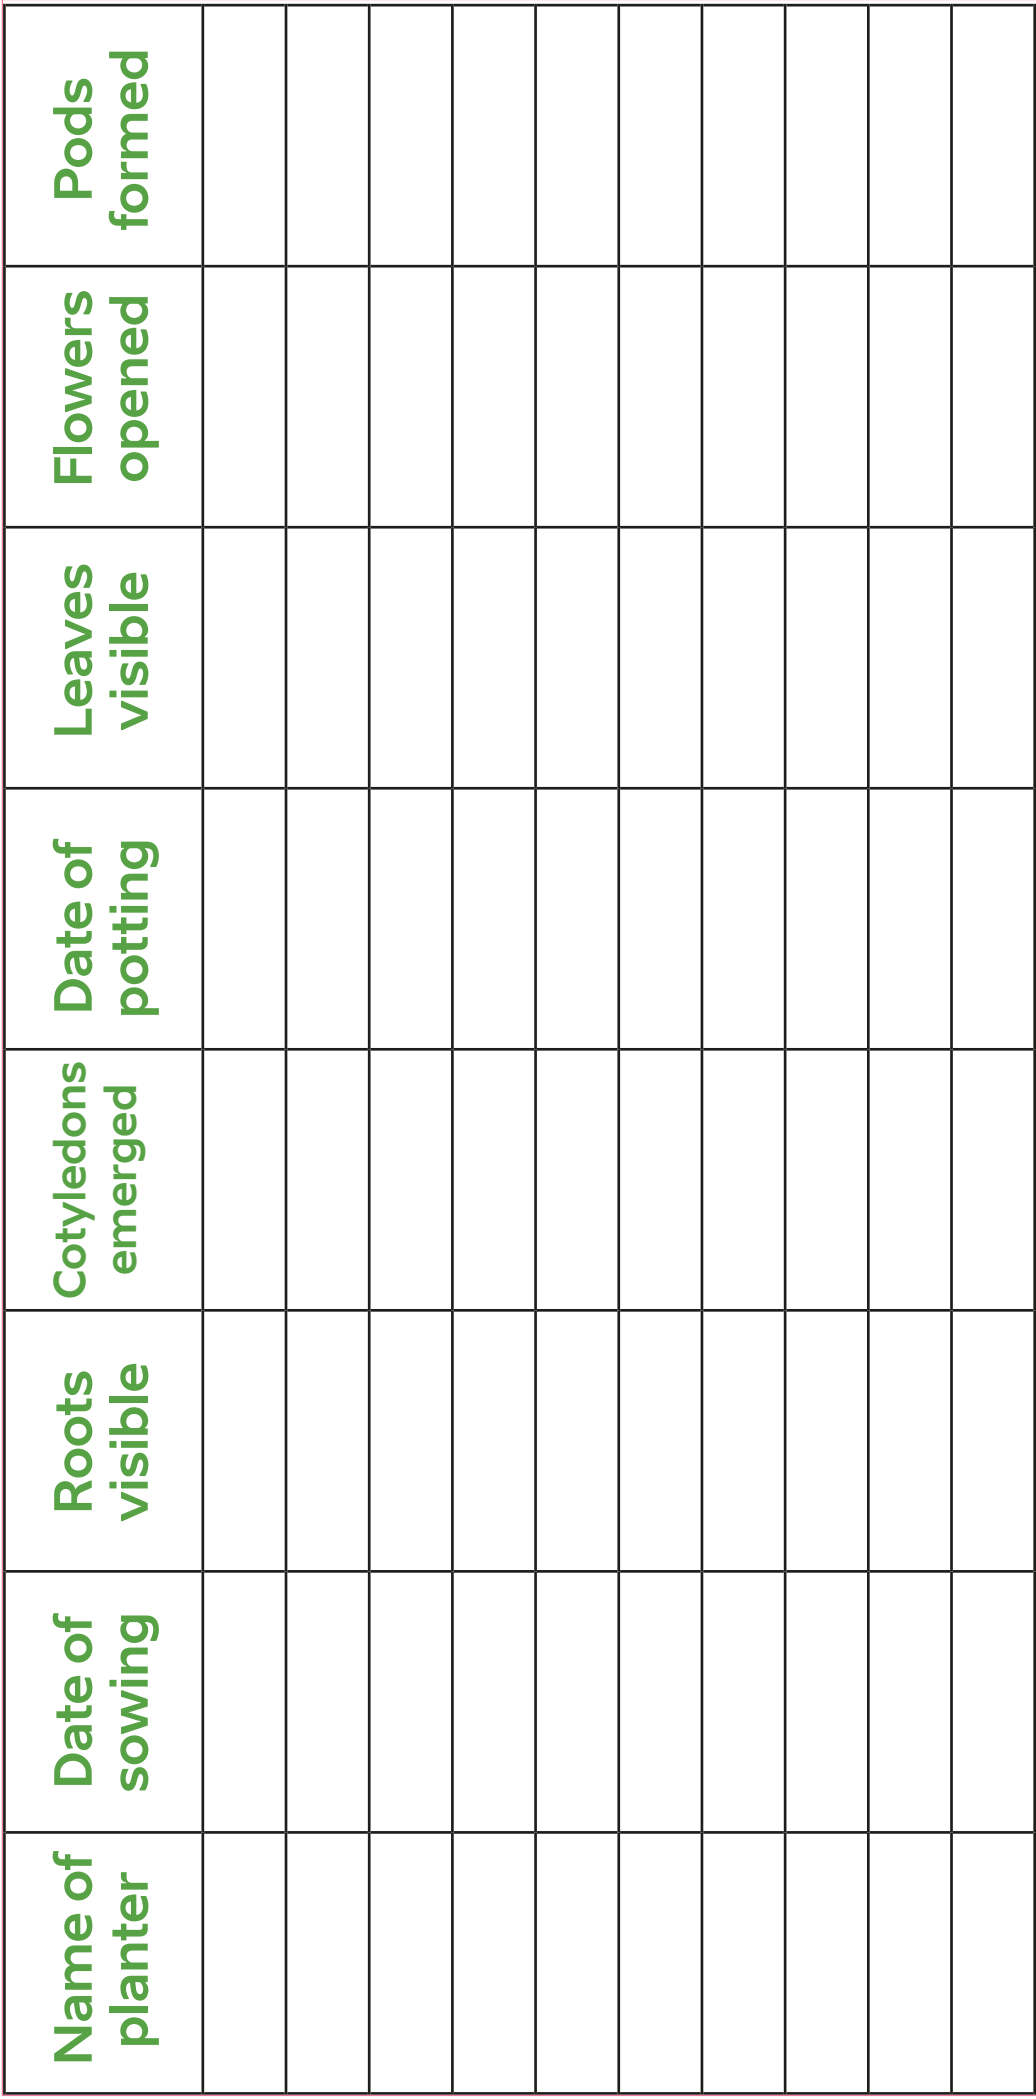 Name of
planter
Date of
sowing
Roots
visible
Cotyledons
emerged
Date of
potting
Leaves
visible
Flowers
opened
Pods
formed